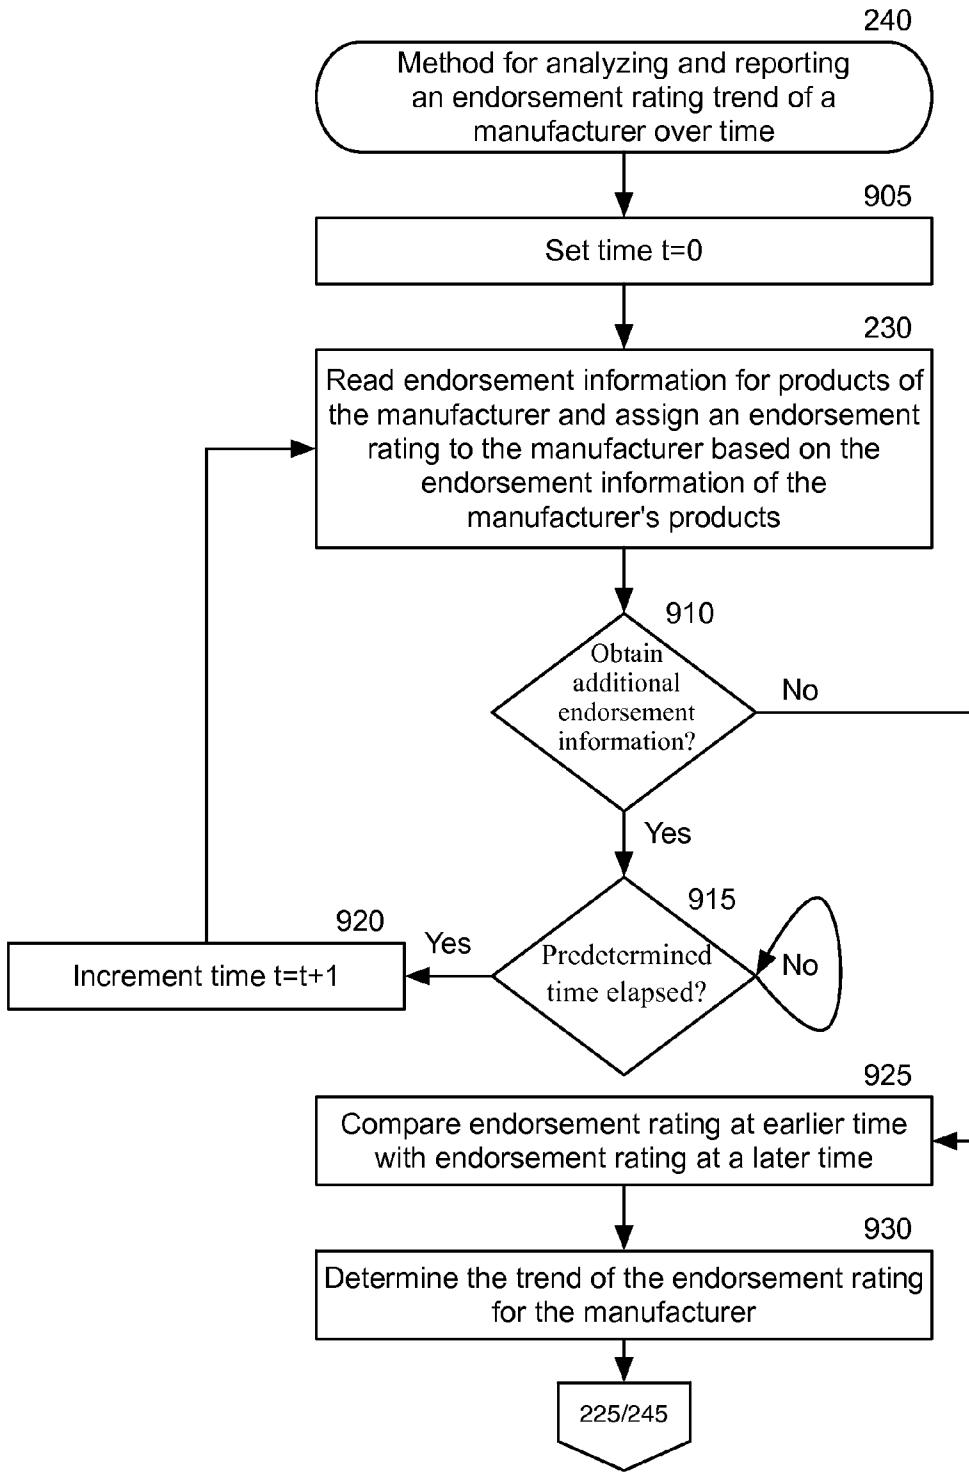 240
Method for analyzing and reporting
an endorsement rating trend of a
manufacturer over time
905
Set time t=0
230
Read endorsement information for products of
the manufacturer and assign an endorsement
rating to the manufacturer based on the
endorsement information of the
manufacturer's products
910
Obtain
additional
endorsement
information?
No
Yes
915
Predetermined
time elapsed?
No
Yes
920
Increment time t=t+1
925
Compare endorsement rating at earlier time
with endorsement rating at a later time
930
Determine the trend of the endorsement rating
for the manufacturer
225/245